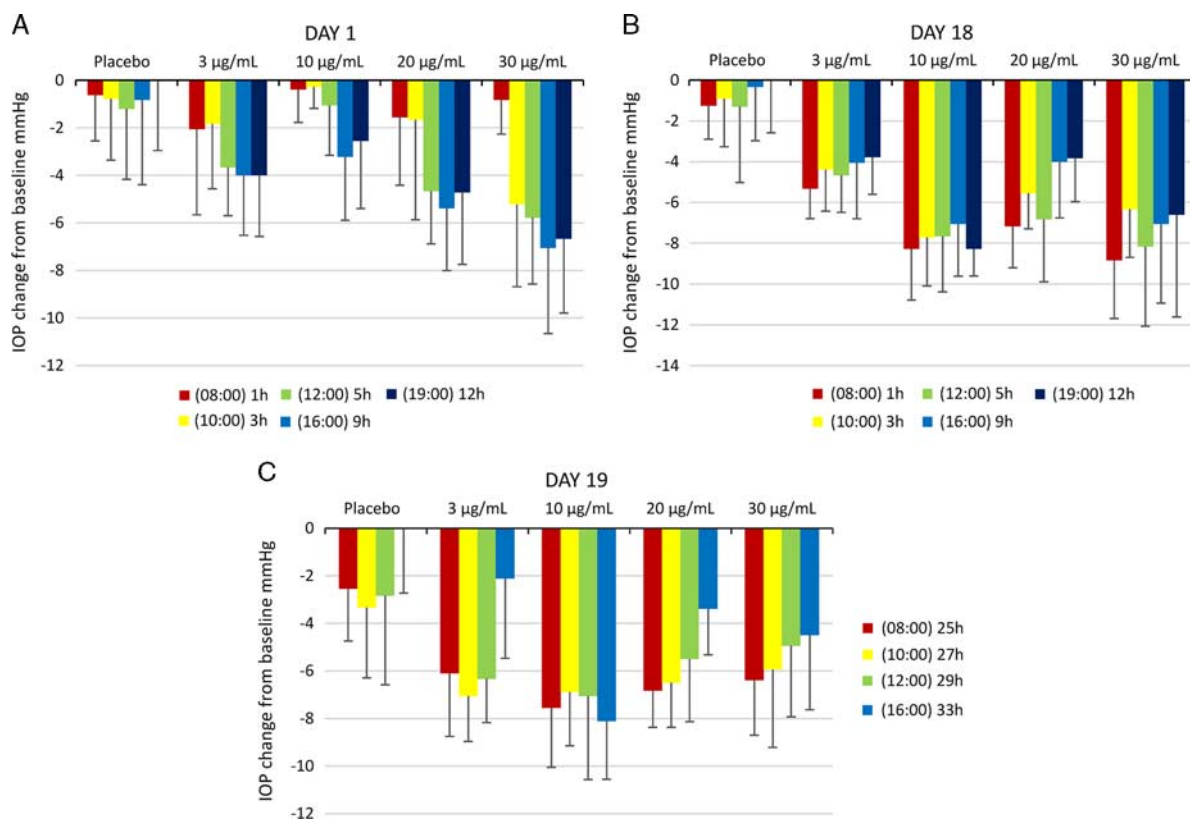 A
DAY 1
Placebo 3 µg/mL 10 µg/mL 20 µg/mL 30 µg/mL
IOP change from baseline mmHg
0
-2
-4
-6
-8
-10
-12
(08:00) 1h (12:00) 5h (19:00) 12h
(10:00) 3h (16:00) 9h
B
DAY 18
Placebo 3 µg/mL 10 µg/mL 20 µg/mL 30 µg/mL
IOP change from baseline mmHg
0
-2
-4
-6
-8
-10
-12
-14
(08:00) 1h (12:00) 5h (19:00) 12h
(10:00) 3h (16:00) 9h
C
DAY 19
Placebo 3 µg/mL 10 µg/mL 20 µg/mL 30 µg/mL
IOP change from baseline mmHg
0
-2
-4
-6
-8
-10
-12
(08:00) 25h
(10:00) 27h
(12:00) 29h
(16:00) 33h